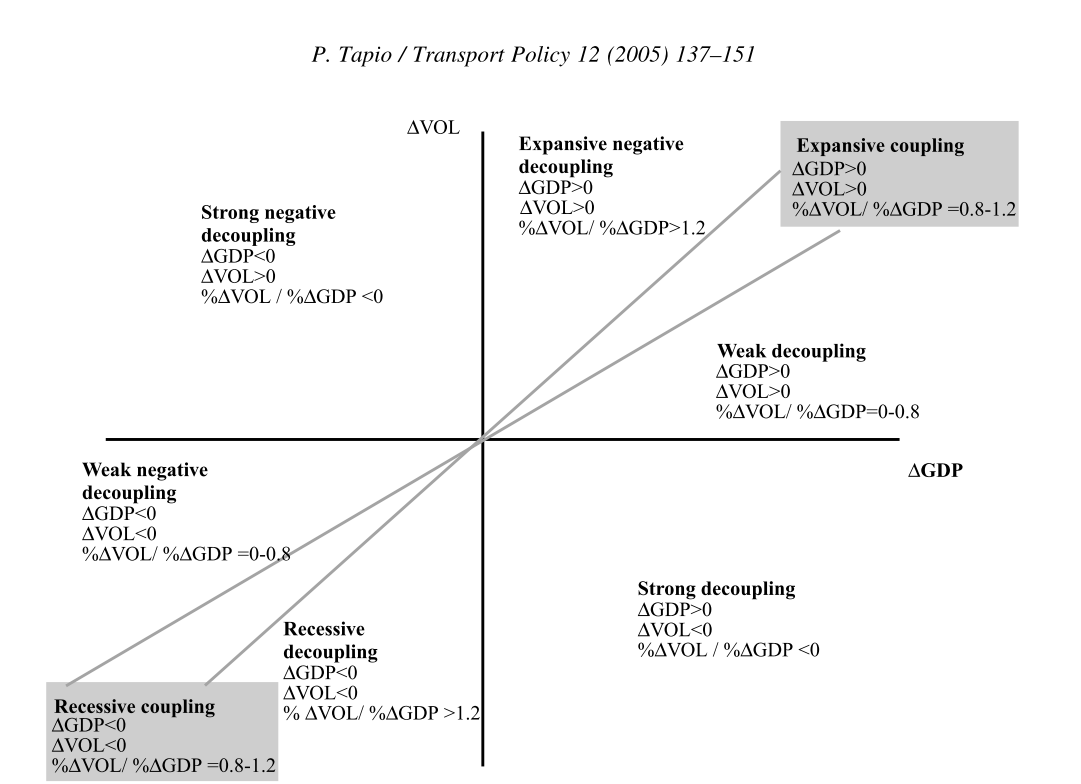 P. Tapio / Transport Policy 12 (2005) 137–151
ΔVOL
Expansive negative
decoupling
ΔGDP>0
ΔVOL>0
%ΔVOL/ %ΔGDP>1.2
Expansive coupling
ΔGDP>0
ΔVOL>0
%ΔVOL/ %ΔGDP =0.8-1.2
Strong negative
decoupling
ΔGDP<0
ΔVOL>0
%ΔVOL / %ΔGDP <0
Weak decoupling
ΔGDP>0
ΔVOL>0
%ΔVOL/ %ΔGDP=0-0.8
ΔGDP
Weak negative
decoupling
ΔGDP<0
ΔVOL<0
%ΔVOL/ %ΔGDP =0-0.8
Strong decoupling
ΔGDP>0
ΔVOL<0
%ΔVOL / %ΔGDP <0
Recessive
decoupling
ΔGDP<0
ΔVOL<0
% ΔVOL/ %ΔGDP >1.2
Recessive coupling
ΔGDP<0
ΔVOL<0
%ΔVOL/ %ΔGDP =0.8-1.2